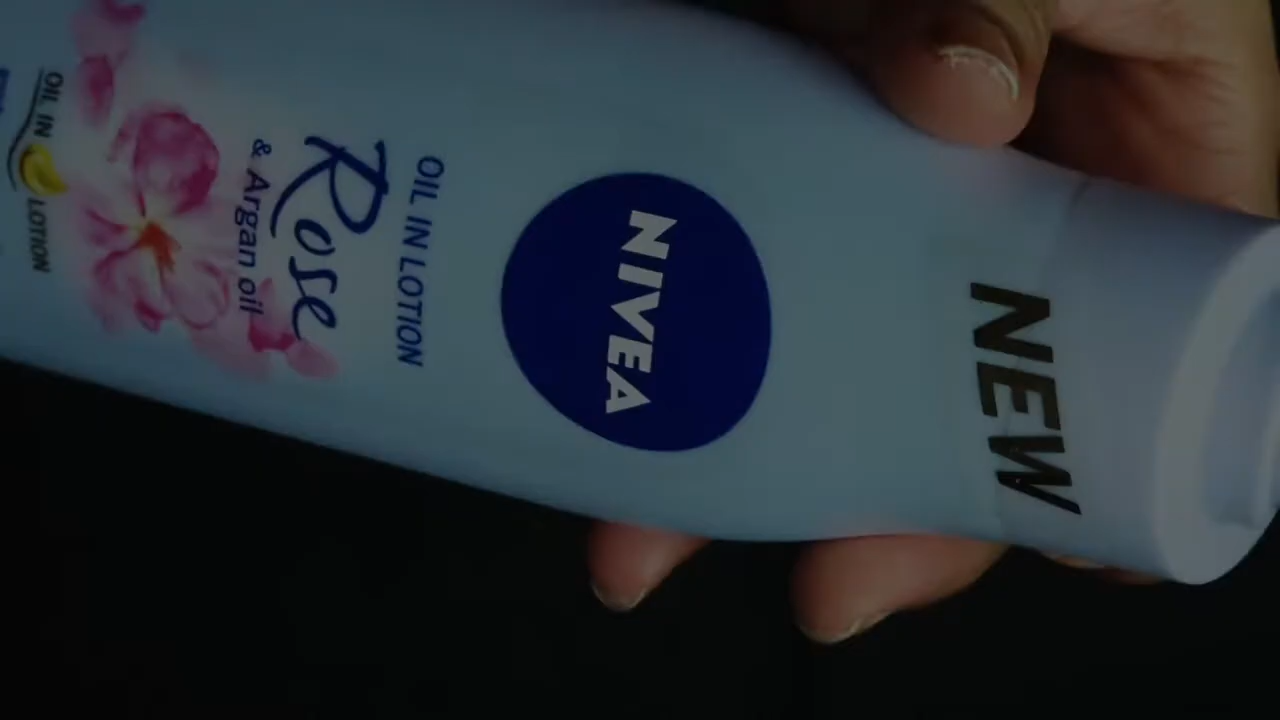 NEW
NIVEA
OIL IN LOTION
Rose
& Argan oil
OIL IN
LOTION